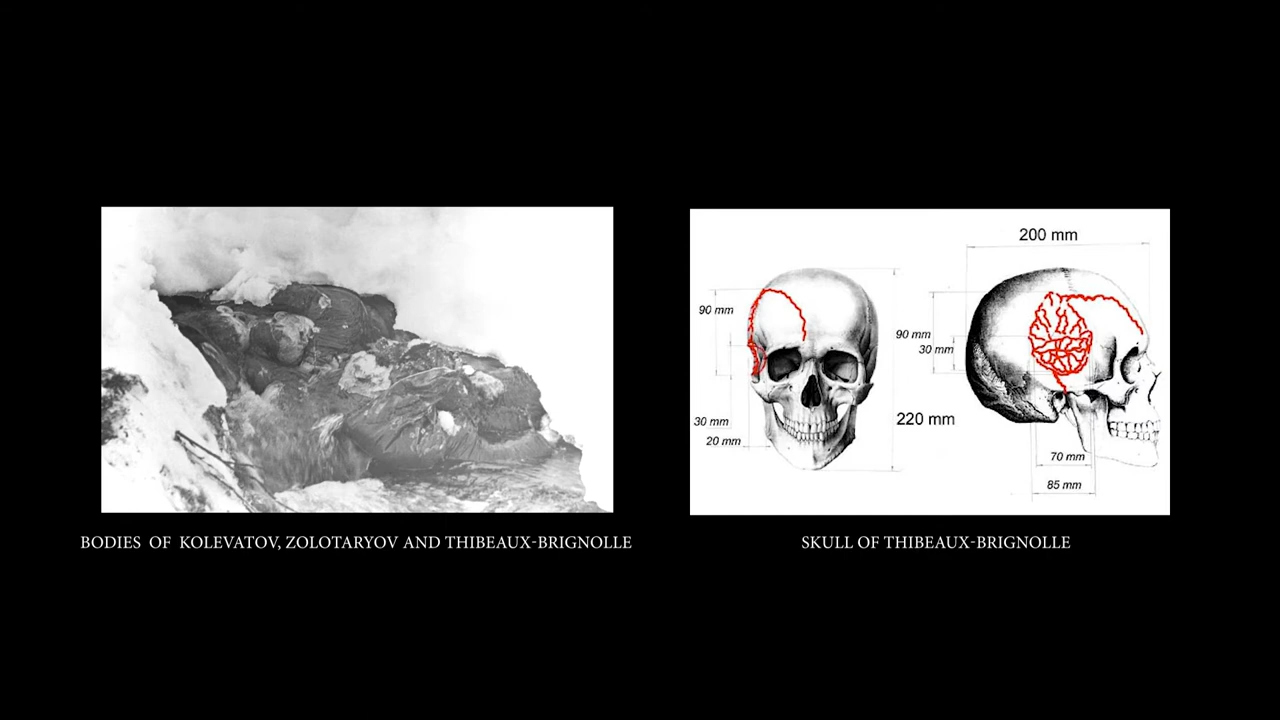 200 mm
90 mm
90 mm
30 mm
220 mm
30 mm
20 mm
70 mm
85 mm
BODIES OF KOLEVATOV, ZOLOTARYOV AND THIBEAUX-BRIGNOLLE
SKULL OF THIBEAUX-BRIGNOLLE